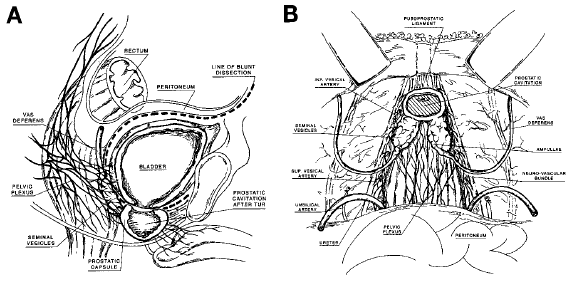 A
RECTUM
LINE OF BLUNT
DISSECTION
PERITONEUM
VAS
DEFERENS
BLADDER
PELVIC
PLEXUS
PROSTATIC
CAVITATION
AFTER TUR
SEMINAL
VESICLES
PROSTATIC
CAPSULE
B
PUBOPROSTATIC
LIGAMENT
INF. VESICAL
ARTERY
PROSTATIC
CAVITATION
SEMINAL
VESICLES
VAS
DEFERENS
AMPULLAE
SUP. VESICAL
ARTERY
NEURO-VASCULAR
BUNDLE
UMBILICAL
ARTERY
PELVIC
PLEXUS
PERITONEUM
URETER